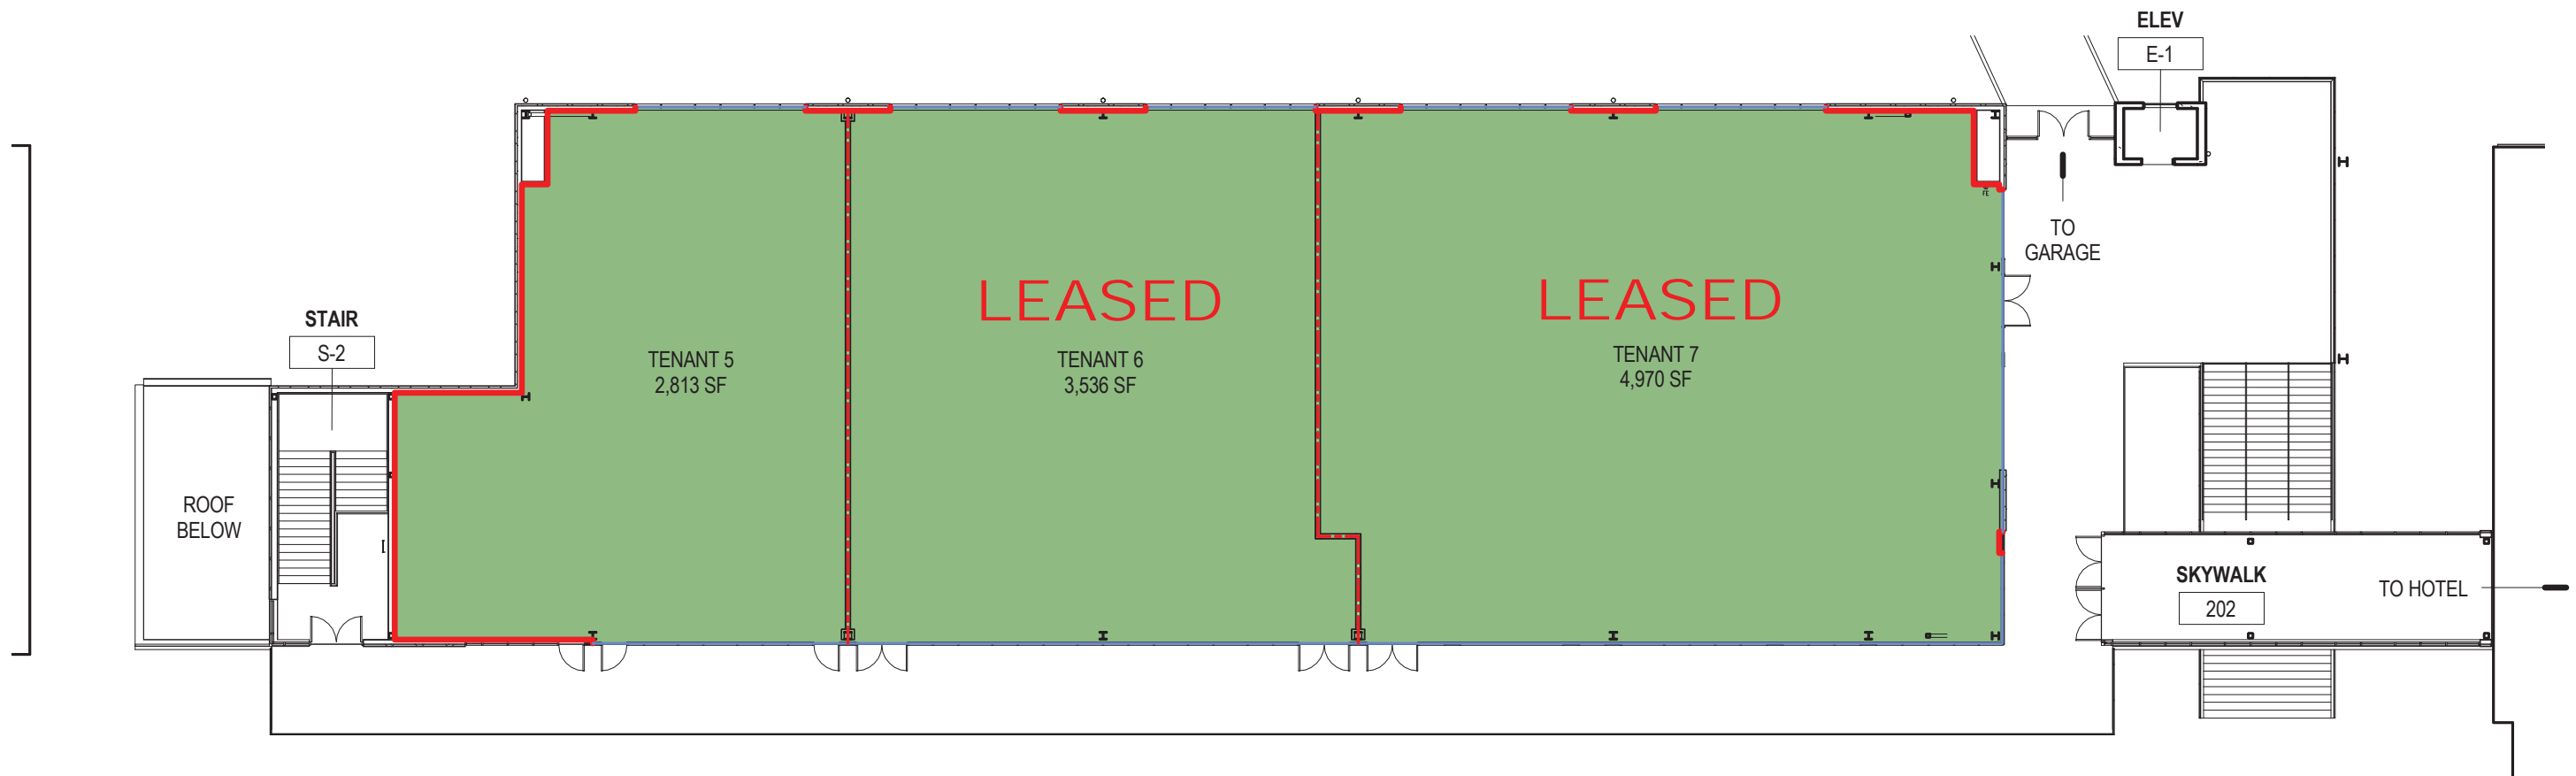 ELEV
E-1
TO
GARAGE
FE
LEASED
LEASED
STAIR
S-2
TENANT 5
2,813 SF
TENANT 6
3,536 SF
TENANT 7
4,970 SF
ROOF
BELOW
SKYWALK
202
TO HOTEL